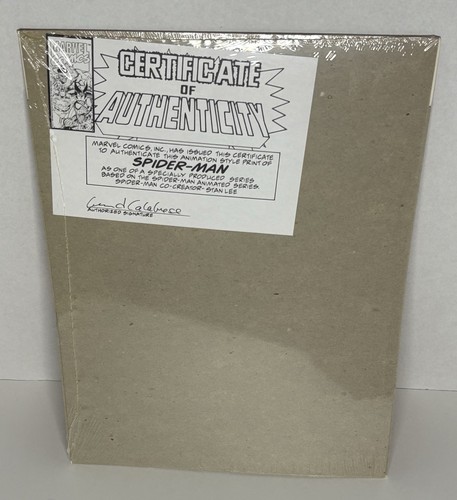 MARVEL
COMICS
CERTIFICATE
OF
AUTHENTICITY
MARVEL COMICS, INC. HAS ISSUED THIS CERTIFICATE
TO AUTHENTICATE THIS ANIMATION STYLE PRINT OF
SPIDER-MAN
AS ONE OF A SPECIALLY PRODUCED SERIES
BASED ON THE SPIDER-MAN ANIMATED SERIES.
SPIDER-MAN CO-CREATOR: STAN LEE
AUTHORIZED SIGNATURE